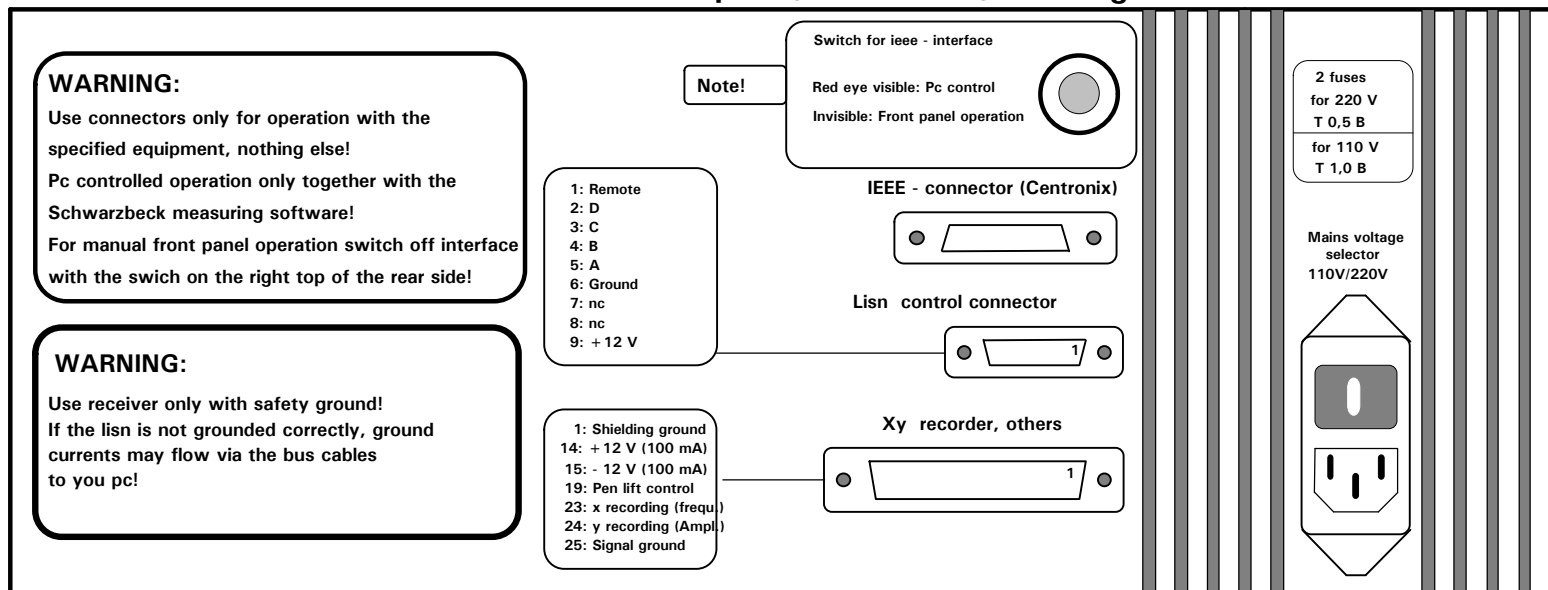 WARNING:
Use connectors only for operation with the
specified equipment, nothing else!
Pc controlled operation only together with the
Schwarzbeck measuring software!
For manual front panel operation switch off interface
with the swich on the right top of the rear side!
WARNING:
Use receiver only with safety ground!
If the lisn is not grounded correctly, ground
currents may flow via the bus cables
to you pc!
Note!
Switch for ieee - interface
Red eye visible: Pc control
Invisible: Front panel operation
1: Remote
2: D
3: C
4: B
5: A
6: Ground
7: nc
8: nc
9: +12 V
IEEE - connector (Centronix)
Lisn control connector
1
1: Shielding ground
14: +12 V (100 mA)
15: - 12 V (100 mA)
19: Pen lift control
23: x recording (frequ.)
24: y recording (Ampl.)
25: Signal ground
Xy recorder, others
1
2 fuses
for 220 V
T 0,5 B
for 110 V
T 1,0 B
Mains voltage
selector
110V/220V